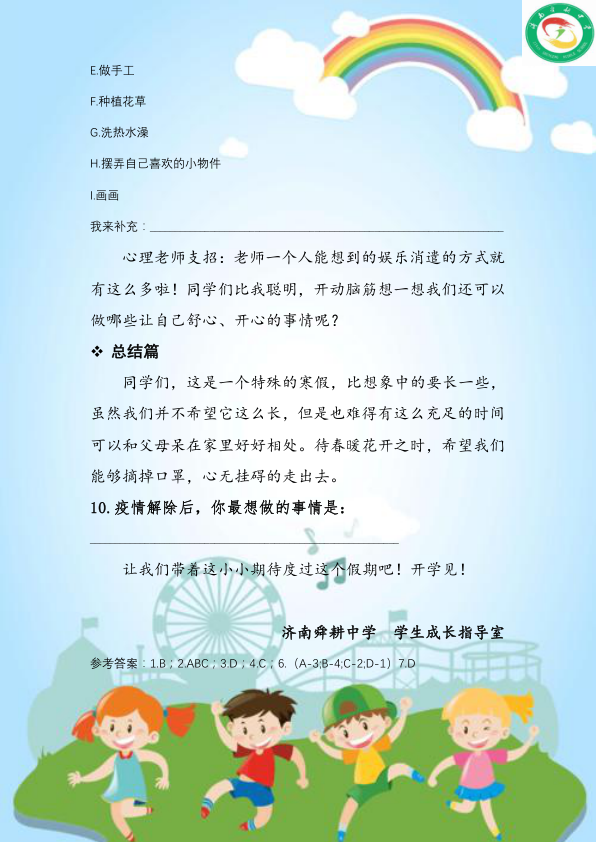 E.做手工
F.种植花草
G.洗热水澡
H.摆弄自己喜欢的小物件
I.画画
我来补充：
心理老师支招：老师一个人能想到的娱乐消遣的方式就
有这么多啦！同学们比我聪明，开动脑筋想一想我们还可以
做哪些让自己舒心、开心的事情呢？
❖ 总结篇
同学们，这是一个特殊的寒假，比想象中的要长一些，
虽然我们并不希望它这么长，但是也难得有这么充足的时间
可以和父母呆在家里好好相处。待春暖花开之时，希望我们
能够摘掉口罩，心无挂碍的走出去。
10.疫情解除后，你最想做的事情是：
让我们带着这小小期待度过这个假期吧！开学见！
济南舜耕中学 学生成长指导室
参考答案：1.B；2.ABC；3.D；4.C；6.（A-3;B-4;C-2;D-1）7.D